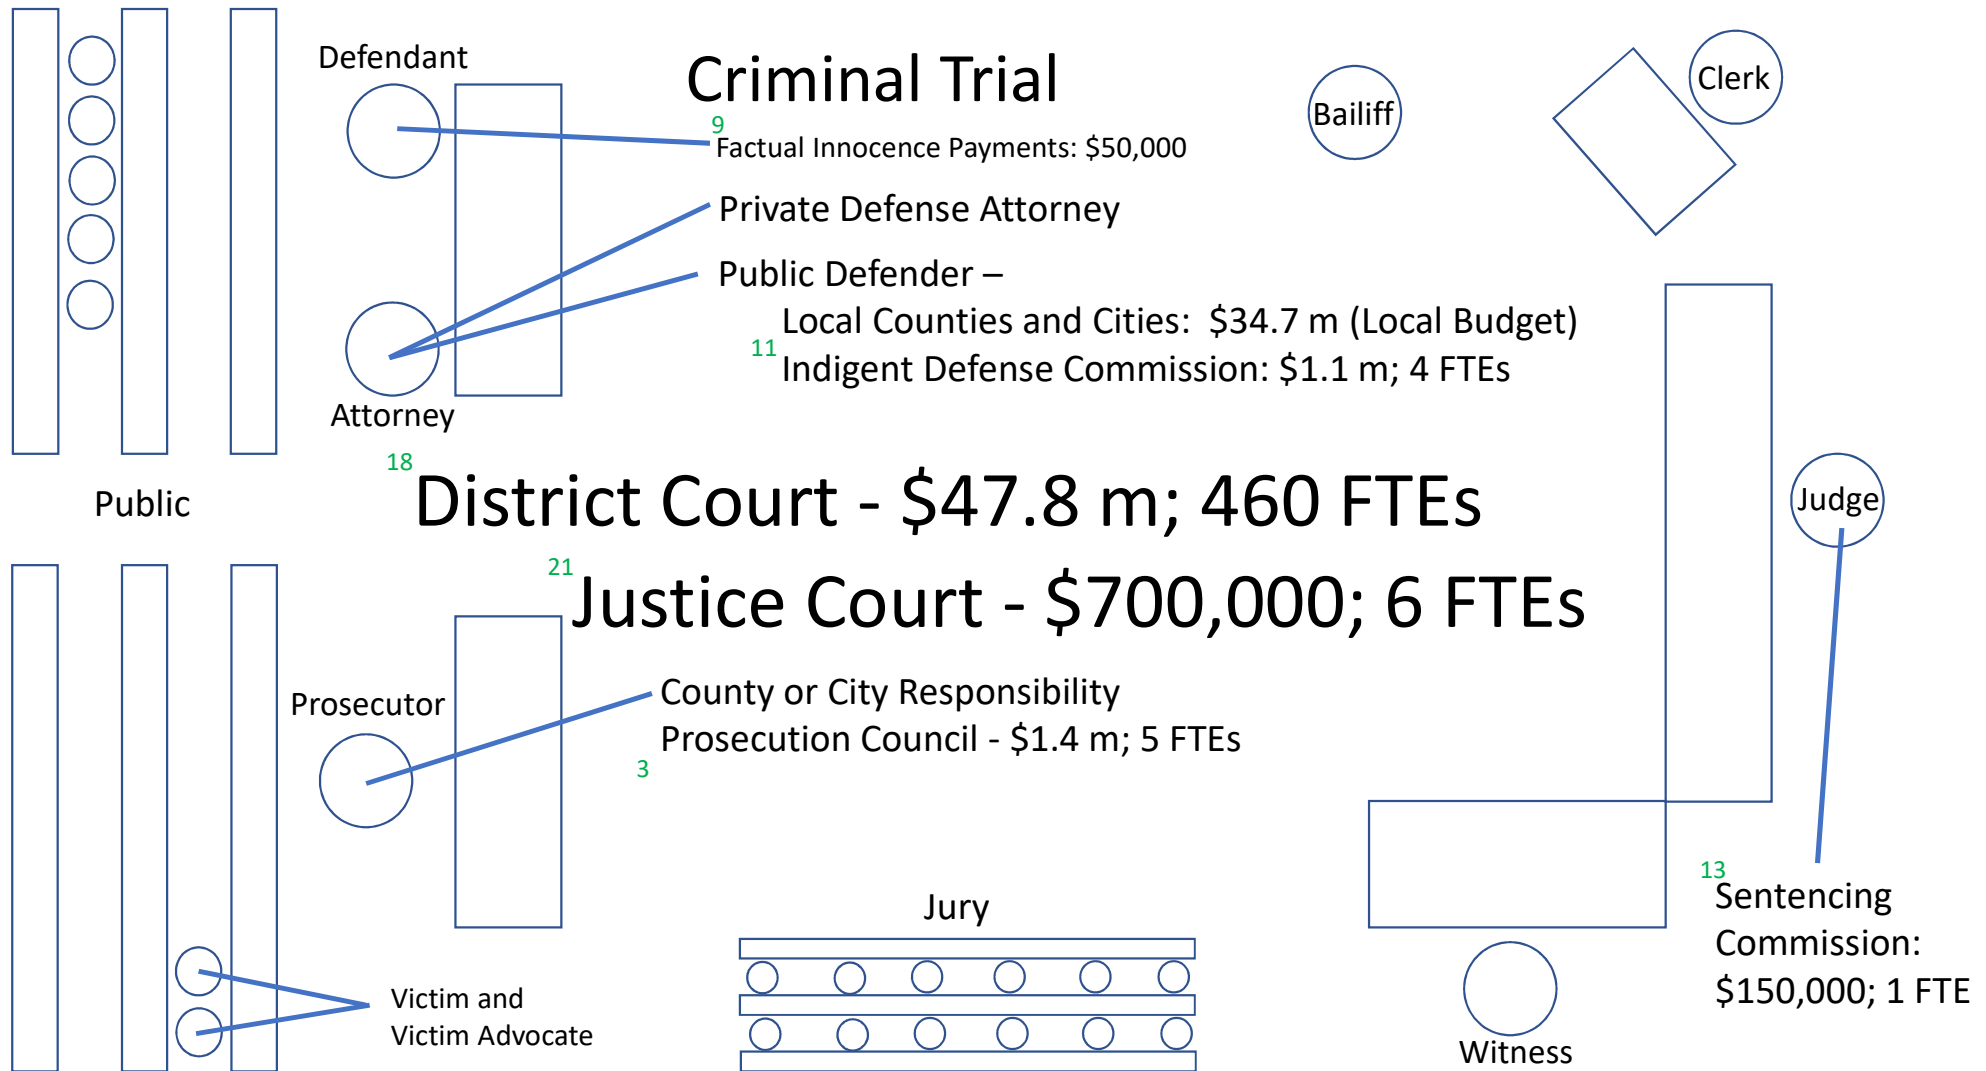 Defendant
Criminal Trial
Bailiff
Clerk
9
Factual Innocence Payments: $50,000
Private Defense Attorney
Public Defender –
Local Counties and Cities:  $34.7 m (Local Budget)
11
Indigent Defense Commission: $1.1 m; 4 FTEs
Attorney
18
District Court - $47.8 m; 460 FTEs
Public
Judge
21
Justice Court - $700,000; 6 FTEs
Prosecutor
County or City Responsibility
Prosecution Council - $1.4 m; 5 FTEs
3
13
Sentencing
Commission:
$150,000; 1 FTE
Jury
Victim and
Victim Advocate
Witness